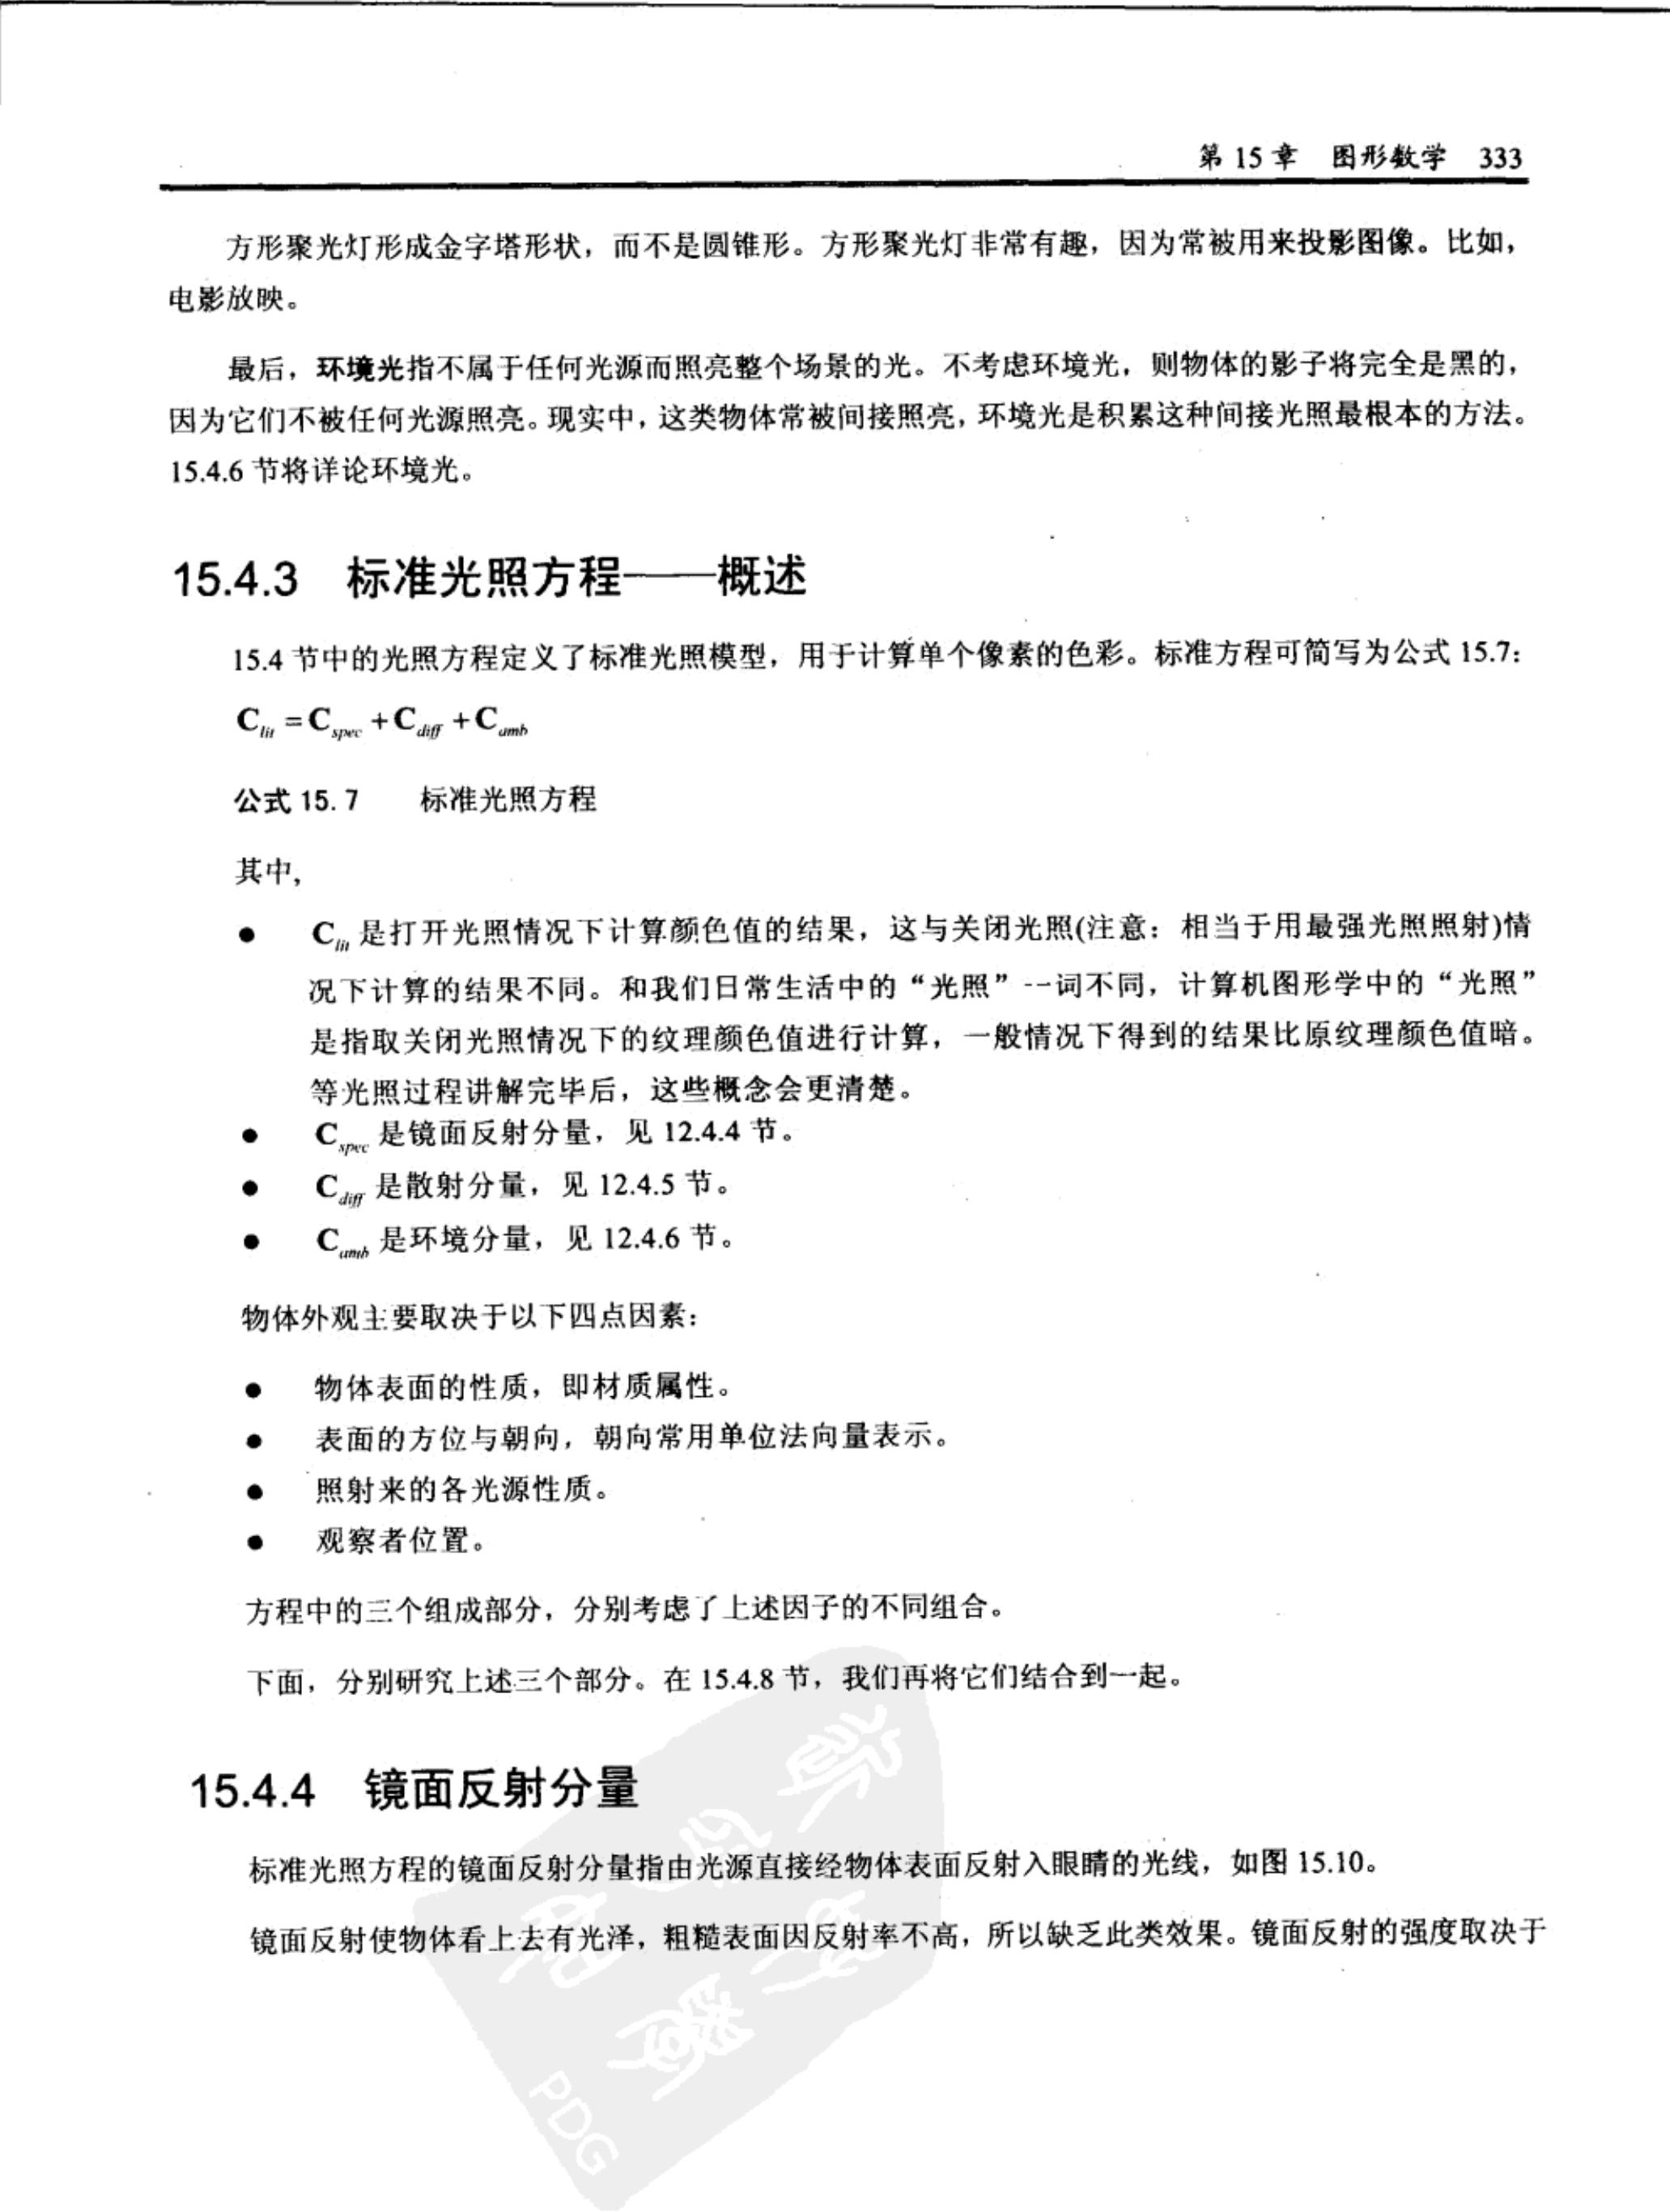 第 15 章 图形数学 333
方形聚光灯形成金字塔形状，而不是圆锥形。方形聚光灯非常有趣，因为常被用来投影图像。比如，
电影放映。
最后，环境光指不属于任何光源而照亮整个场景的光。不考虑环境光，则物体的影子将完全是黑的，
因为它们不被任何光源照亮。现实中，这类物体常被间接照亮，环境光是积累这种间接光照最根本的方法。
15.4.6 节将详论环境光。
15.4.3 标准光照方程——概述
15.4 节中的光照方程定义了标准光照模型，用于计算单个像素的色彩。标准方程可简写为公式 15.7：
C_lit = C_spec + C_diff + C_amb
公式 15.7 标准光照方程
其中，
● C_lit 是打开光照情况下计算颜色值的结果，这与关闭光照(注意：相当于用最强光照照射)情
况下计算的结果不同。和我们日常生活中的“光照”一词不同，计算机图形学中的“光照”
是指取关闭光照情况下的纹理颜色值进行计算，一般情况下得到的结果比原纹理颜色值暗。
等光照过程讲解完毕后，这些概念会更清楚。
● C_spec 是镜面反射分量，见 12.4.4 节。
● C_diff 是散射分量，见 12.4.5 节。
● C_amb 是环境分量，见 12.4.6 节。
物体外观主要取决于以下四点因素：
● 物体表面的性质，即材质属性。
● 表面的方位与朝向，朝向常用单位法向量表示。
● 照射来的各光源性质。
● 观察者位置。
方程中的三个组成部分，分别考虑了上述因子的不同组合。
下面，分别研究上述三个部分。在 15.4.8 节，我们再将它们结合到一起。
15.4.4 镜面反射分量
标准光照方程的镜面反射分量指由光源直接经物体表面反射入眼睛的光线，如图 15.10。
镜面反射使物体看上去有光泽，粗糙表面因反射率不高，所以缺乏此类效果。镜面反射的强度取决于
PDG